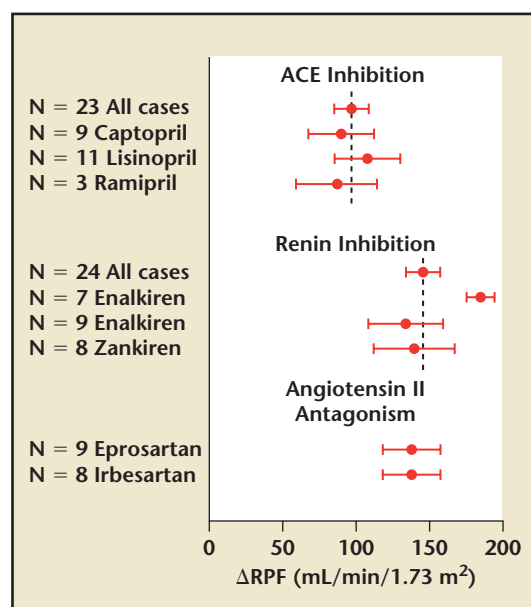 ACE Inhibition
N = 23 All cases
N = 9 Captopril
N = 11 Lisinopril
N = 3 Ramipril
Renin Inhibition
N = 24 All cases
N = 7 Enalkiren
N = 9 Enalkiren
N = 8 Zankiren
Angiotensin II
Antagonism
N = 9 Eprosartan
N = 8 Irbesartan
0 50 100 150 200
ΔRPF (mL/min/1.73 m²)